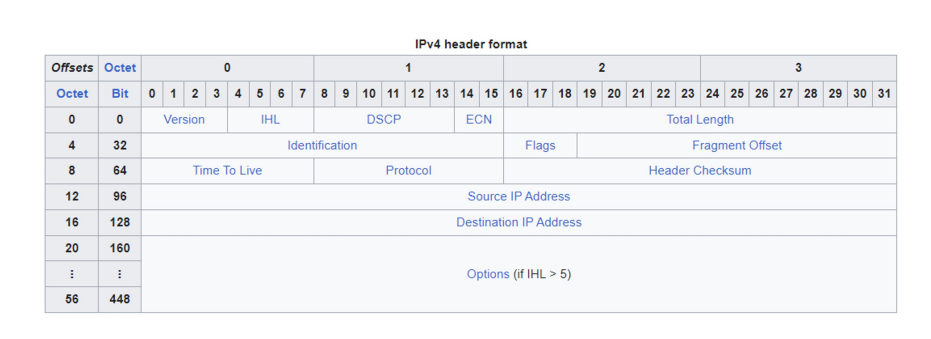 IPv4 header format
Offsets Octet 0 1 2 3
Octet Bit 0 1 2 3 4 5 6 7 8 9 10 11 12 13 14 15 16 17 18 19 20 21 22 23 24 25 26 27 28 29 30 31
0 0 Version IHL DSCP ECN Total Length
4 32 Identification Flags Fragment Offset
8 64 Time To Live Protocol Header Checksum
12 96 Source IP Address
16 128 Destination IP Address
20 160
⋮ ⋮ Options (if IHL > 5)
56 448